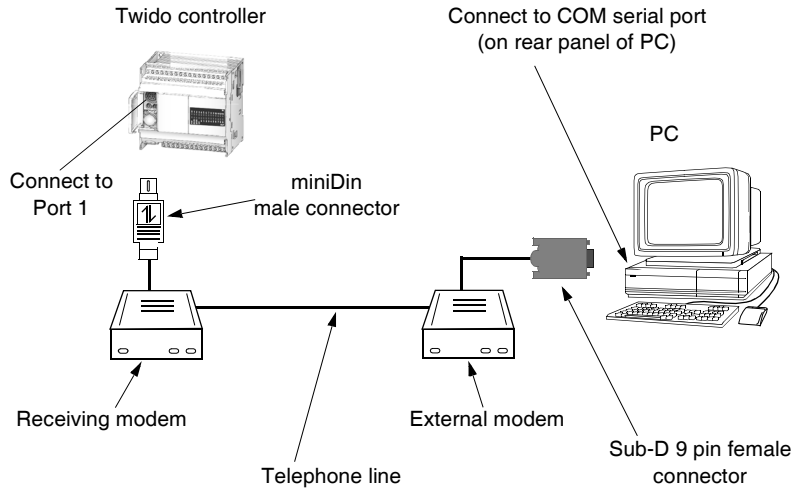 Twido controller
Connect to COM serial port
(on rear panel of PC)
PC
Connect to
Port 1
miniDin
male connector
Receiving modem
External modem
Telephone line
Sub-D 9 pin female
connector